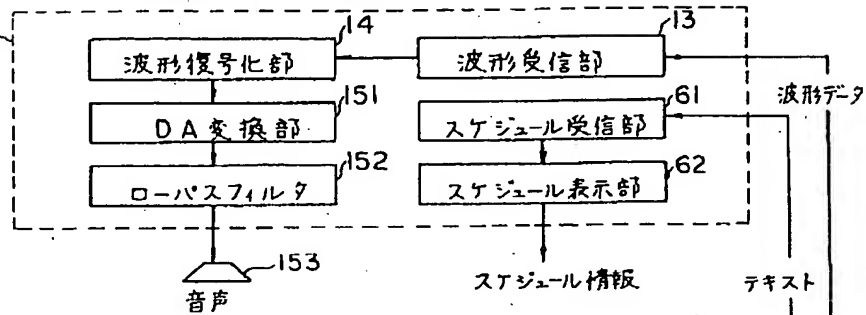 14
13
波形復号化部
波形受信部
151
61
波形データ
DA変換部
スケジュール受信部
152
62
ローパスフィルタ
スケジュール表示部
153
音声
スケジュール情報
テキスト